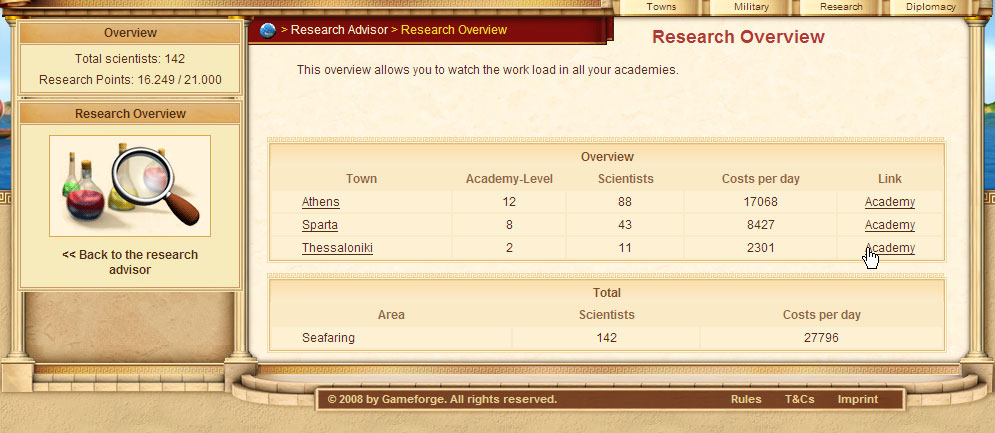 Towns Military Research Diplomacy
Overview
Total scientists: 142
Research Points: 16.249 / 21.000
Research Overview
<< Back to the research
advisor
> Research Advisor > Research Overview
Research Overview
This overview allows you to watch the work load in all your academies.
Overview
Town Academy-Level Scientists Costs per day Link
Athens 12 88 17068 Academy
Sparta 8 43 8427 Academy
Thessaloniki 2 11 2301 Academy
Total
Area Scientists Costs per day
Seafaring 142 27796
© 2008 by Gameforge. All rights reserved. Rules T&Cs Imprint